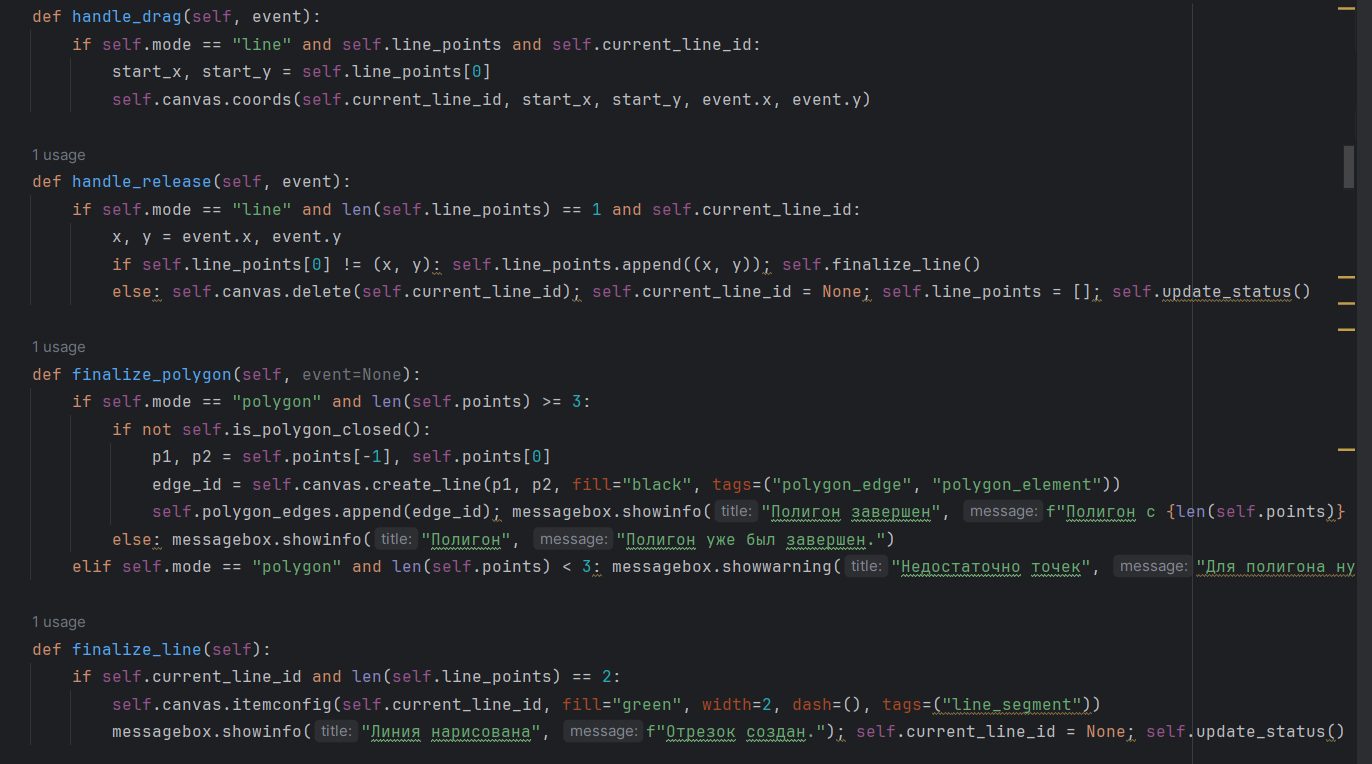 def handle_drag(self, event):
    if self.mode == "line" and self.line_points and self.current_line_id:
        start_x, start_y = self.line_points[0]
        self.canvas.coords(self.current_line_id, start_x, start_y, event.x, event.y)
1 usage
def handle_release(self, event):
    if self.mode == "line" and len(self.line_points) == 1 and self.current_line_id:
        x, y = event.x, event.y
        if self.line_points[0] != (x, y): self.line_points.append((x, y)); self.finalize_line()
        else: self.canvas.delete(self.current_line_id); self.current_line_id = None; self.line_points = []; self.update_status()
1 usage
def finalize_polygon(self, event=None):
    if self.mode == "polygon" and len(self.points) >= 3:
        if not self.is_polygon_closed():
            p1, p2 = self.points[-1], self.points[0]
            edge_id = self.canvas.create_line(p1, p2, fill="black", tags=("polygon_edge", "polygon_element"))
            self.polygon_edges.append(edge_id); messagebox.showinfo( title: "Полигон завершен", message: f"Полигон с {len(self.points)}
        else: messagebox.showinfo( title: "Полигон", message: "Полигон уже был завершен.")
    elif self.mode == "polygon" and len(self.points) < 3: messagebox.showwarning( title: "Недостаточно точек", message: "Для полигона ну
1 usage
def finalize_line(self):
    if self.current_line_id and len(self.line_points) == 2:
        self.canvas.itemconfig(self.current_line_id, fill="green", width=2, dash=(), tags=("line_segment"))
        messagebox.showinfo( title: "Линия нарисована", message: f"Отрезок создан."); self.current_line_id = None; self.update_status()